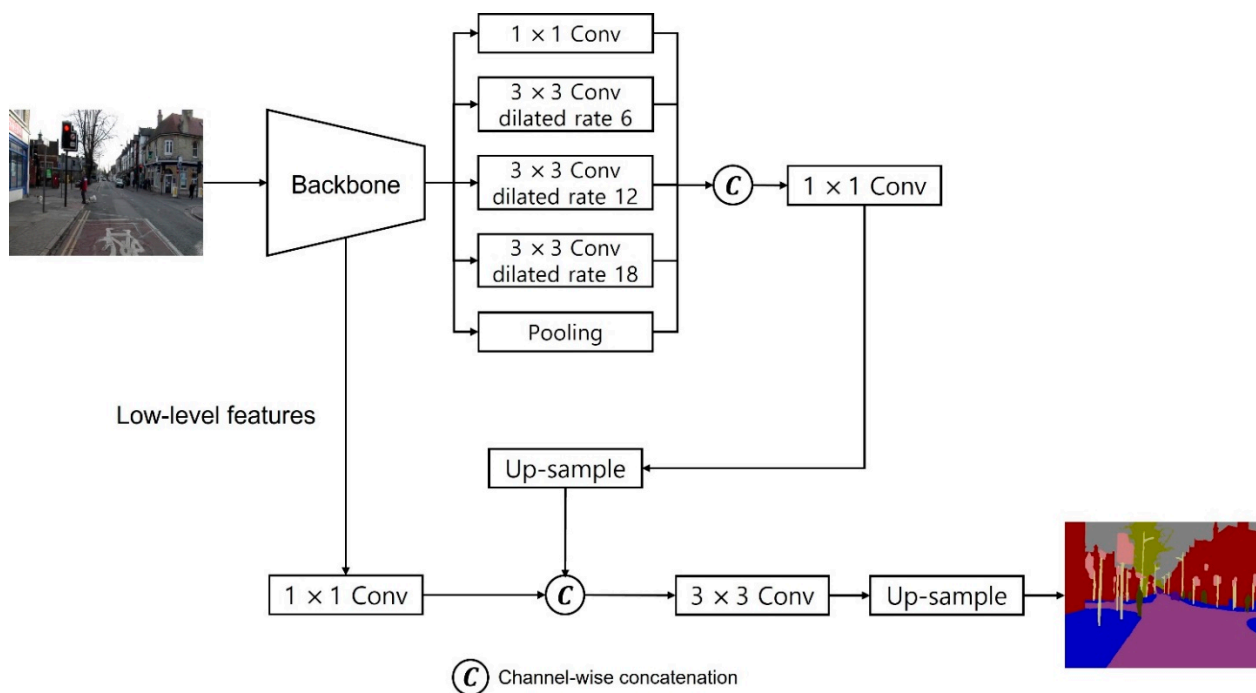 1 × 1 Conv
3 × 3 Conv
dilated rate 6
Backbone
3 × 3 Conv
dilated rate 12
C
1 × 1 Conv
3 × 3 Conv
dilated rate 18
Pooling
Low-level features
Up-sample
1 × 1 Conv
C
3 × 3 Conv
Up-sample
C Channel-wise concatenation